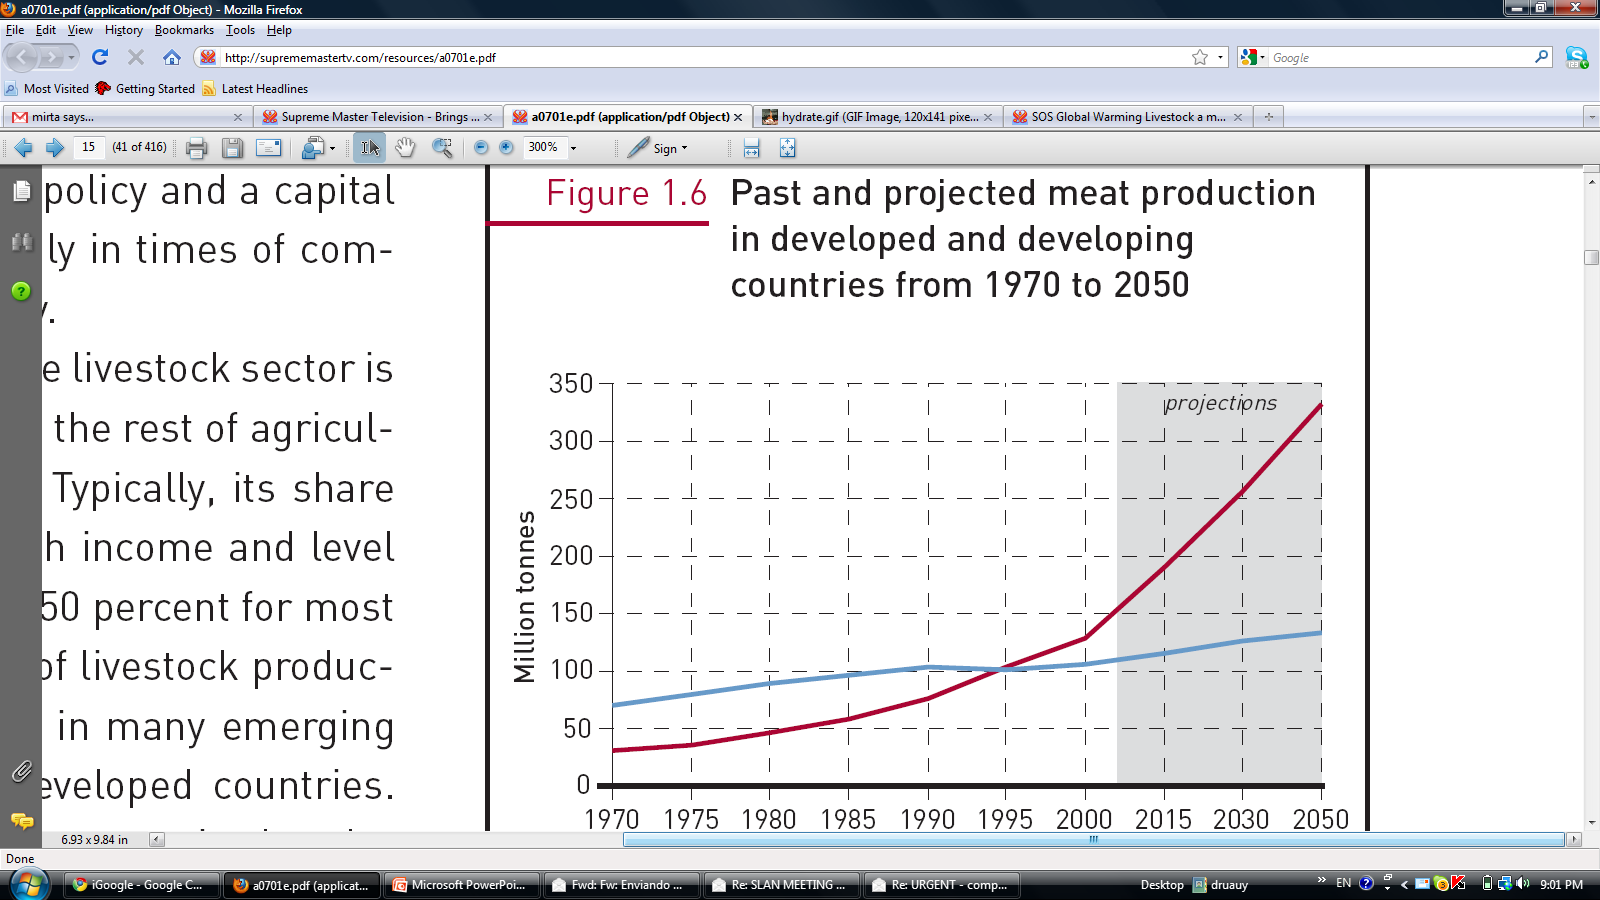 a0701e.pdf (application/pdf Object) - Mozilla Firefox
File Edit View History Bookmarks Tools Help
http://suprememastertv.com/resources/a0701e.pdf
Google
Most Visited Getting Started Latest Headlines
mirta says...
Supreme Master Television - Brings ...
a0701e.pdf (application/pdf Object)
hydrate.gif (GIF Image, 120x141 pixe...
SOS Global Warming Livestock a m...
15 (41 of 416) 300% Sign
policy and a capital
ly in times of com-
y.
e livestock sector is
the rest of agricul-
Typically, its share
h income and level
50 percent for most
of livestock produc-
in many emerging
eveloped countries.
Figure 1.6 Past and projected meat production
in developed and developing
countries from 1970 to 2050
projections
Million tonnes
350
300
250
200
150
100
50
0
1970 1975 1980 1985 1990 1995 2000 2015 2030 2050
6.93 x 9.84 in
Done
iGoogle - Google C...
a0701e.pdf (applicat...
Microsoft PowerPoi...
Fwd: Fw: Enviando ...
Re: SLAN MEETING ...
Re: URGENT - comp...
Desktop druauy EN 9:01 PM